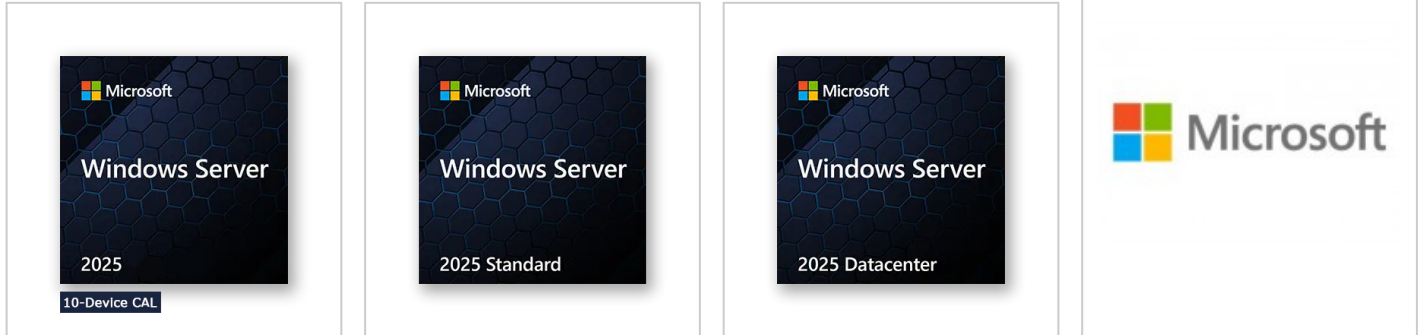 Microsoft
Windows Server
2025
10-Device CAL
Microsoft
Windows Server
2025 Standard
Microsoft
Windows Server
2025 Datacenter
Microsoft